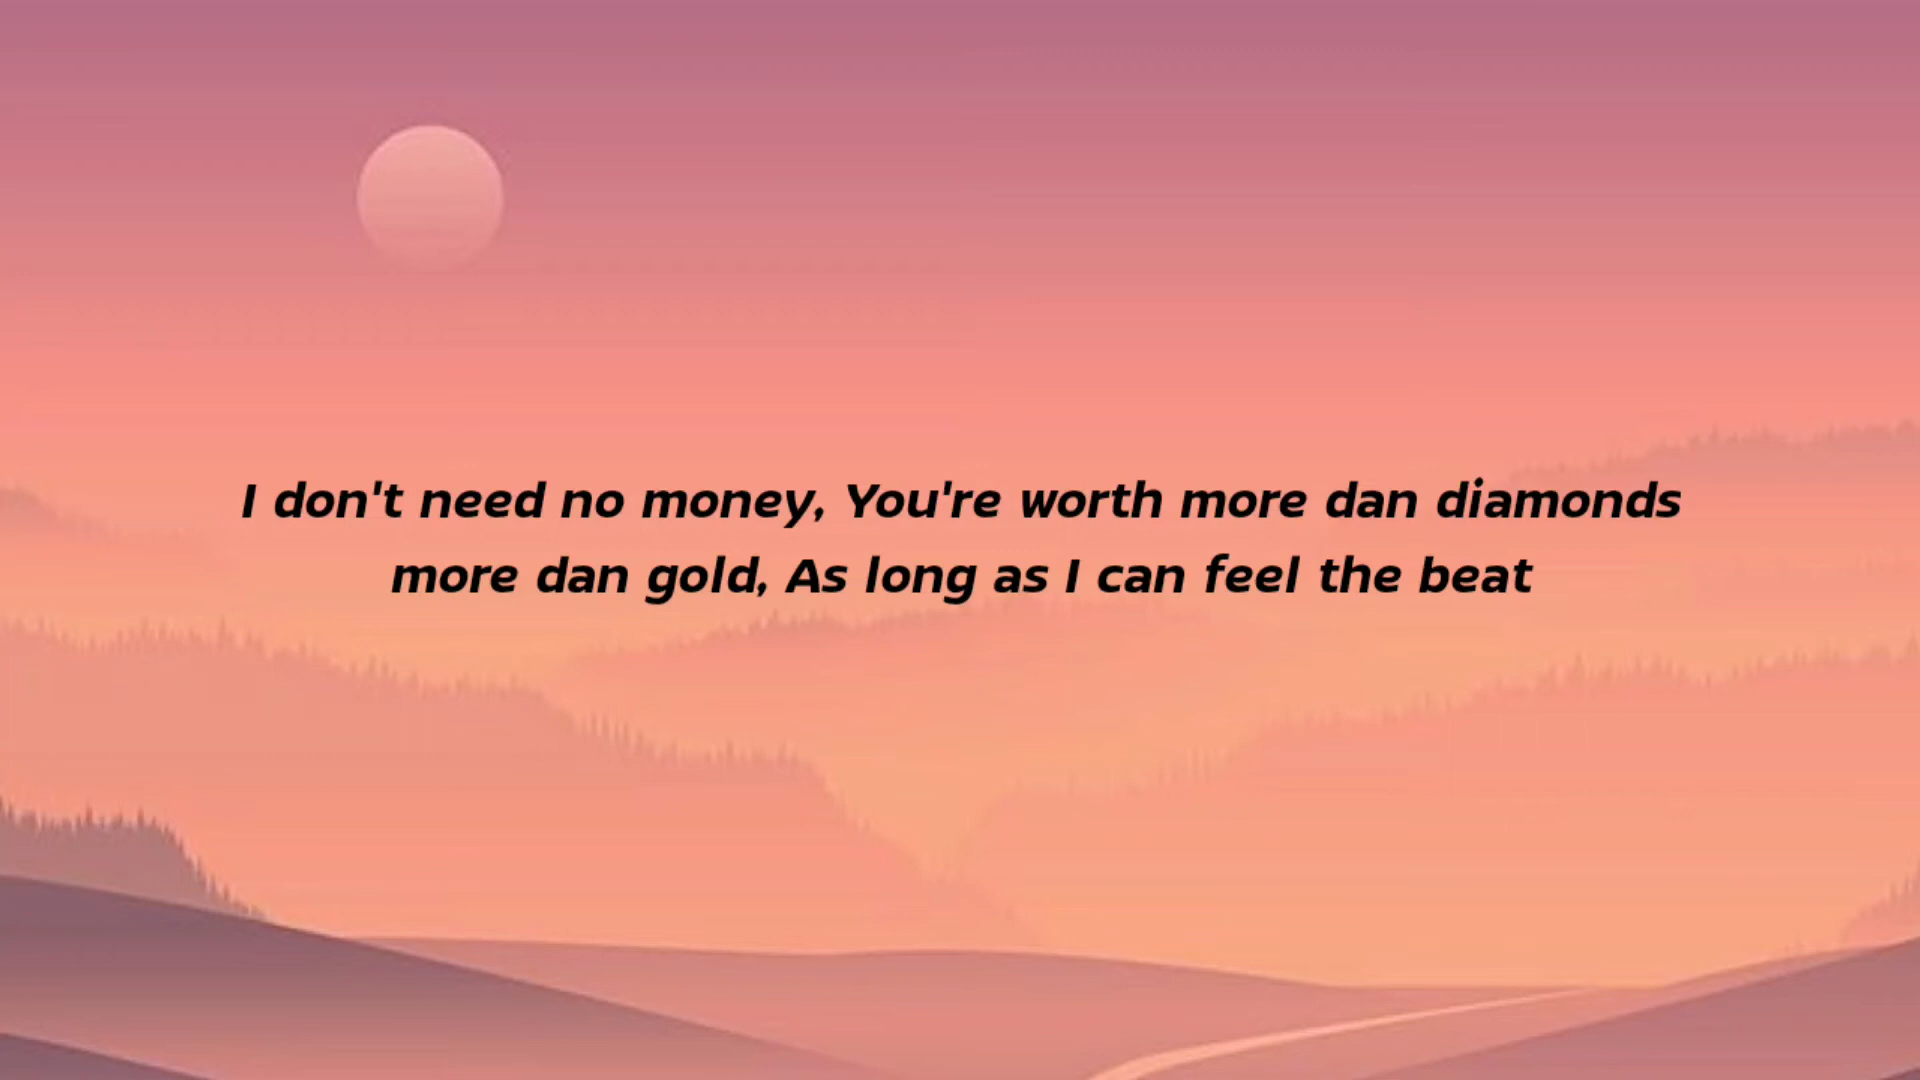 I don't need no money, You're worth more dan diamonds
more dan gold, As long as I can feel the beat